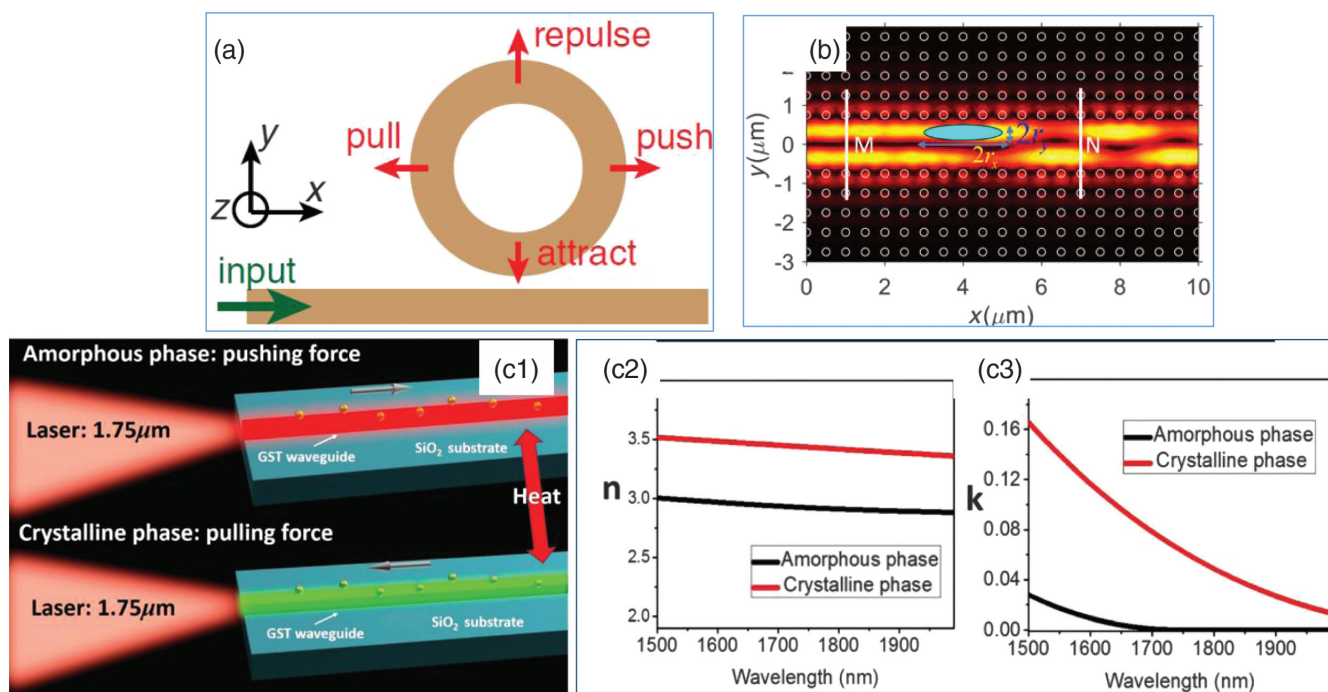 (a)
repulse
pull
push
attract
y
z
x
input
(b)
1
0
-1
-2
-3
y(μm)
M
N
2rₓ
2r_y
0 2 4 6 8 10
x(μm)
Amorphous phase: pushing force
(c1)
Laser: 1.75μm
GST waveguide
SiO₂ substrate
Heat
Crystalline phase: pulling force
Laser: 1.75μm
GST waveguide
SiO₂ substrate
(c2)
3.5
3.0
2.5
2.0
n
Amorphous phase
Crystalline phase
1500 1600 1700 1800 1900
Wavelength (nm)
(c3)
0.16
0.12
0.08
0.04
0.00
k
Amorphous phase
Crystalline phase
1500 1600 1700 1800 1900
Wavelength (nm)